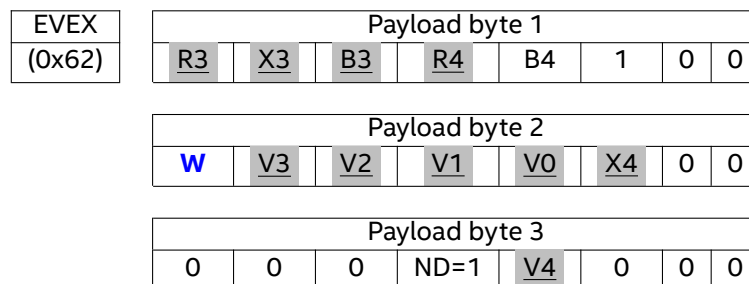 EVEX Payload byte 1
(0x62) R3 X3 B3 R4 B4 1 0 0
Payload byte 2
W V3 V2 V1 V0 X4 0 0
Payload byte 3
0 0 0 ND=1 V4 0 0 0